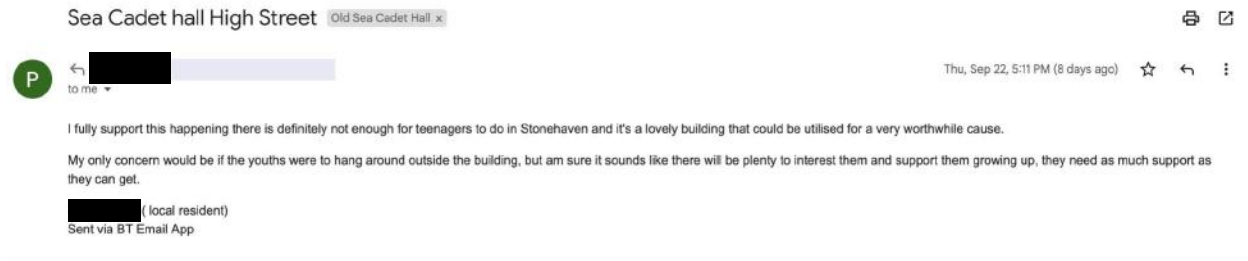 Sea Cadet hall High Street Old Sea Cadet Hall x
P
Thu, Sep 22, 5:11 PM (8 days ago)
to me
I fully support this happening there is definitely not enough for teenagers to do in Stonehaven and it's a lovely building that could be utilised for a very worthwhile cause.
My only concern would be if the youths were to hang around outside the building, but am sure it sounds like there will be plenty to interest them and support them growing up, they need as much support as
they can get.
( local resident)
Sent via BT Email App